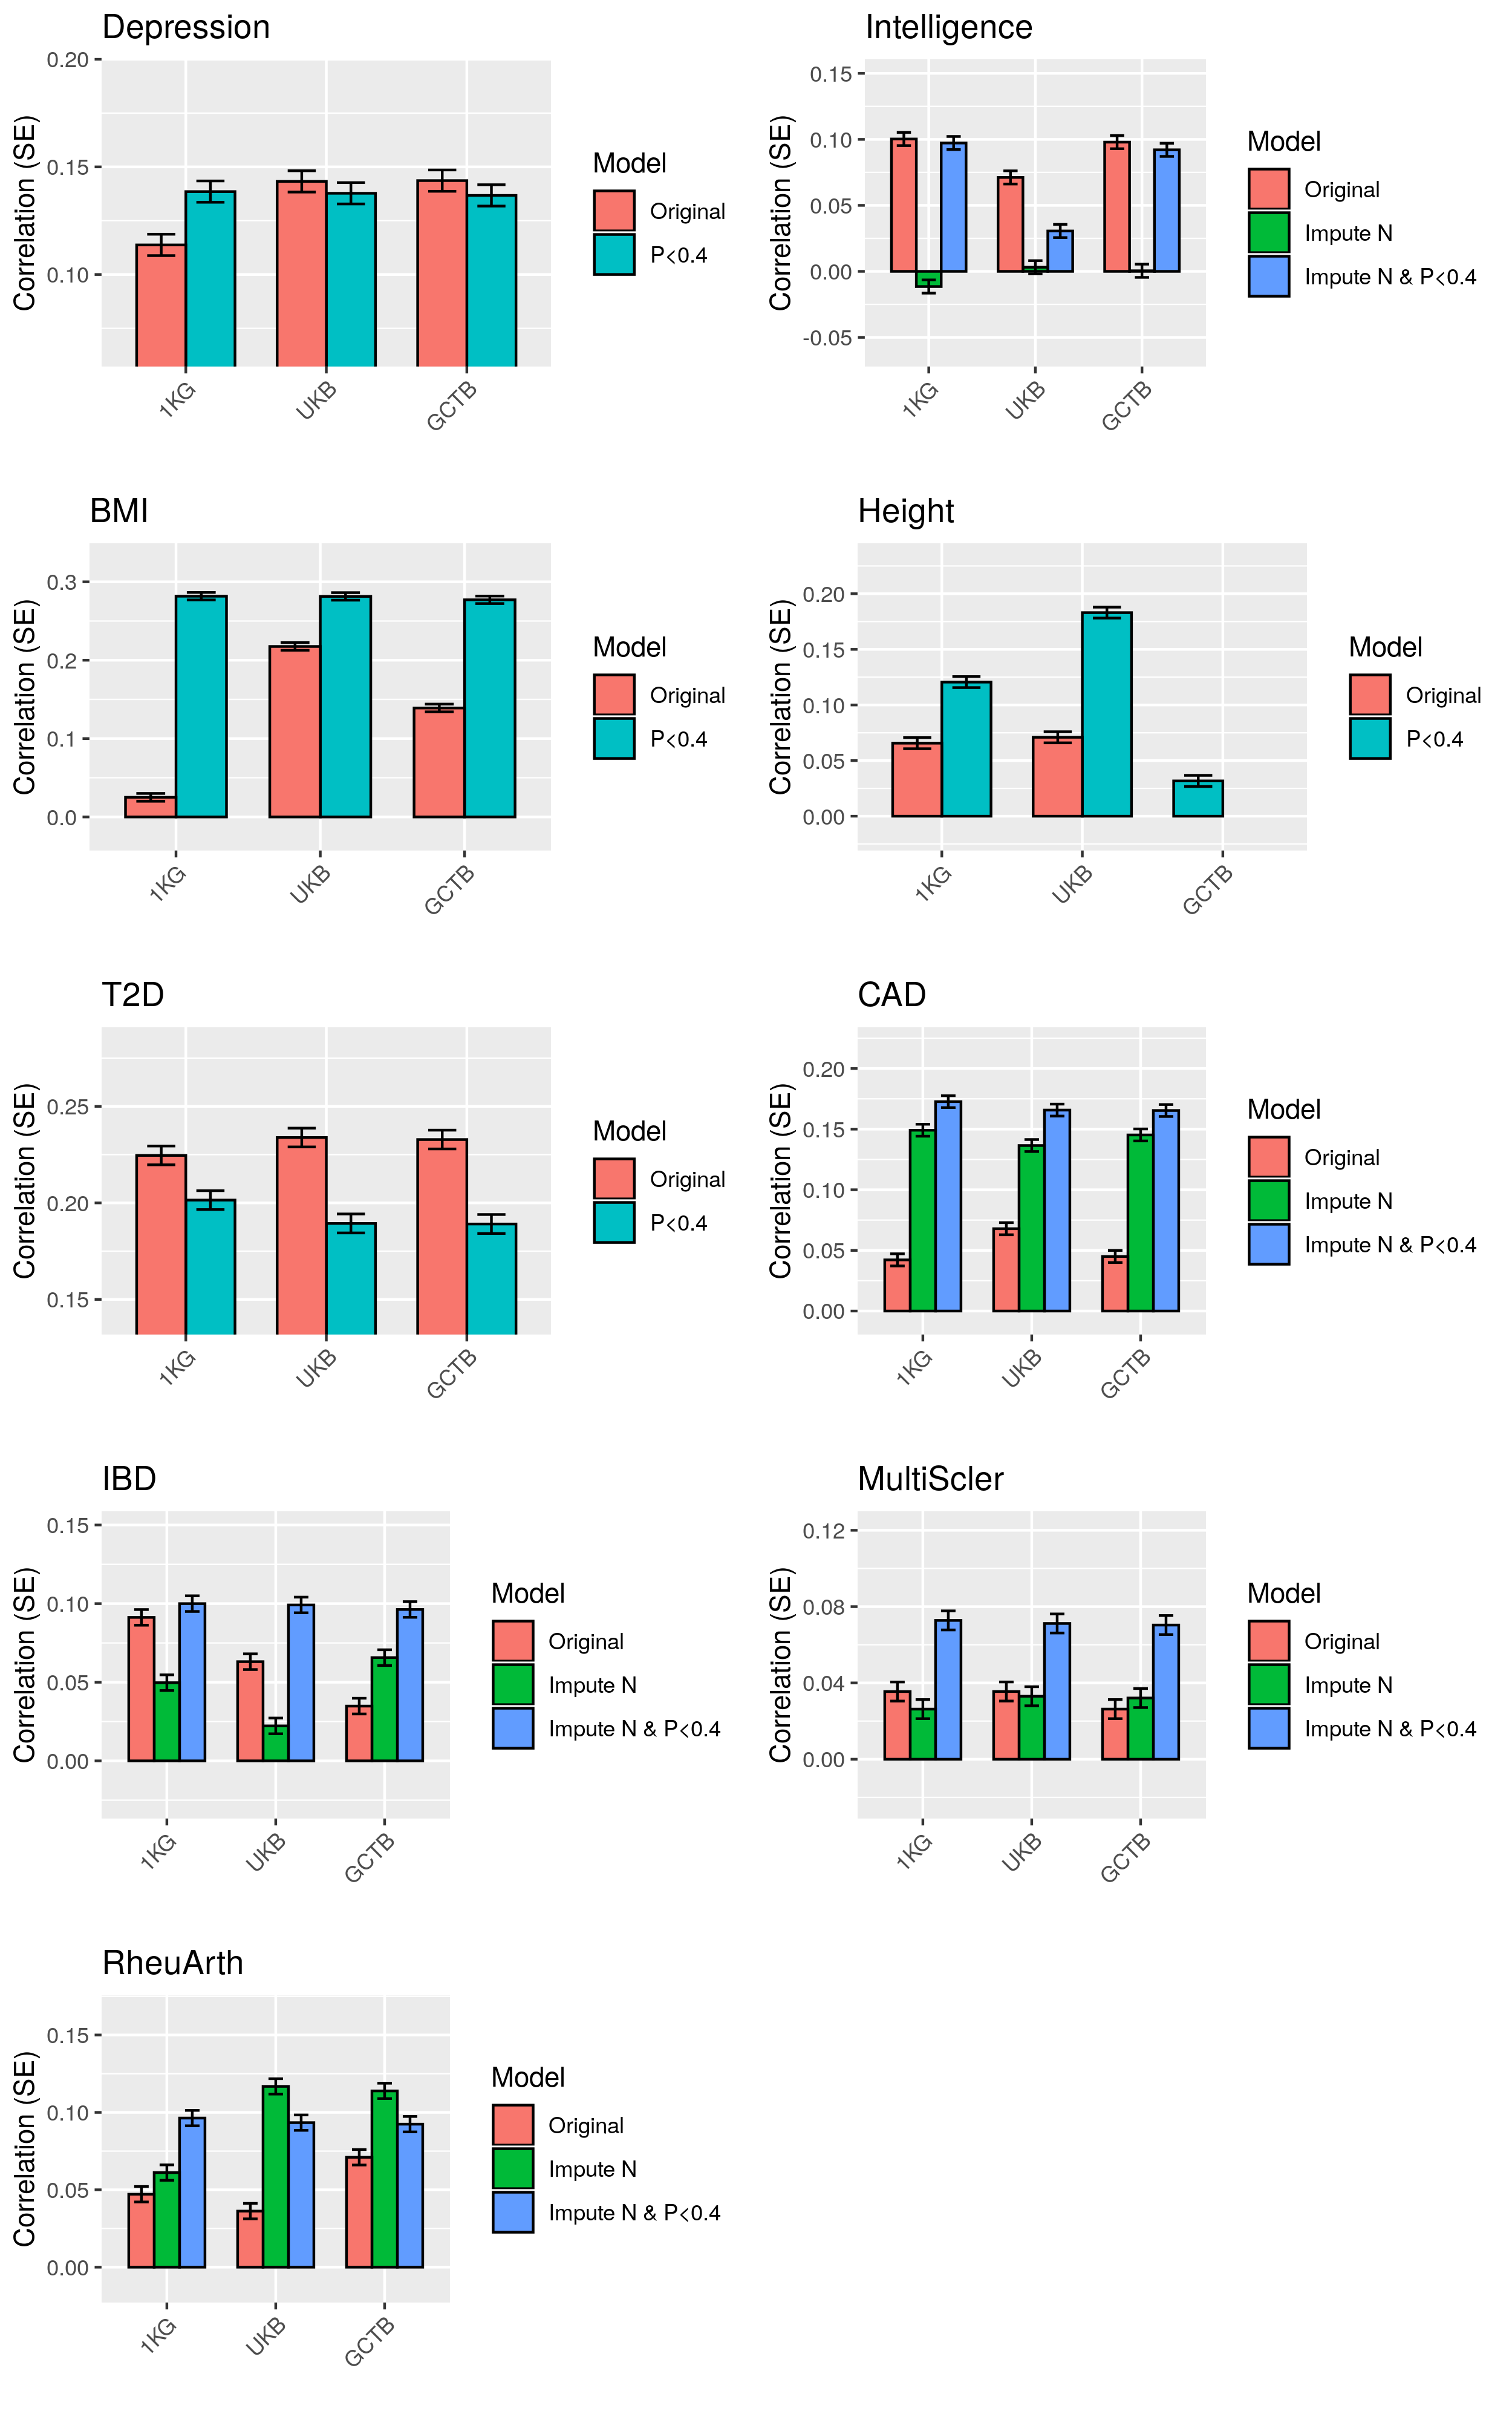 Depression
Correlation (SE)
0.20
0.15
0.10
1KG
UKB
GCTB
Model
Original
P<0.4
Intelligence
Correlation (SE)
0.15
0.10
0.05
0.00
-0.05
1KG
UKB
GCTB
Model
Original
Impute N
Impute N & P<0.4
BMI
Correlation (SE)
0.3
0.2
0.1
0.0
1KG
UKB
GCTB
Model
Original
P<0.4
Height
Correlation (SE)
0.20
0.15
0.10
0.05
0.00
1KG
UKB
GCTB
Model
Original
P<0.4
T2D
Correlation (SE)
0.25
0.20
0.15
1KG
UKB
GCTB
Model
Original
P<0.4
CAD
Correlation (SE)
0.20
0.15
0.10
0.05
0.00
1KG
UKB
GCTB
Model
Original
Impute N
Impute N & P<0.4
IBD
Correlation (SE)
0.15
0.10
0.05
0.00
1KG
UKB
GCTB
Model
Original
Impute N
Impute N & P<0.4
MultiScler
Correlation (SE)
0.12
0.08
0.04
0.00
1KG
UKB
GCTB
Model
Original
Impute N
Impute N & P<0.4
RheuArth
Correlation (SE)
0.15
0.10
0.05
0.00
1KG
UKB
GCTB
Model
Original
Impute N
Impute N & P<0.4